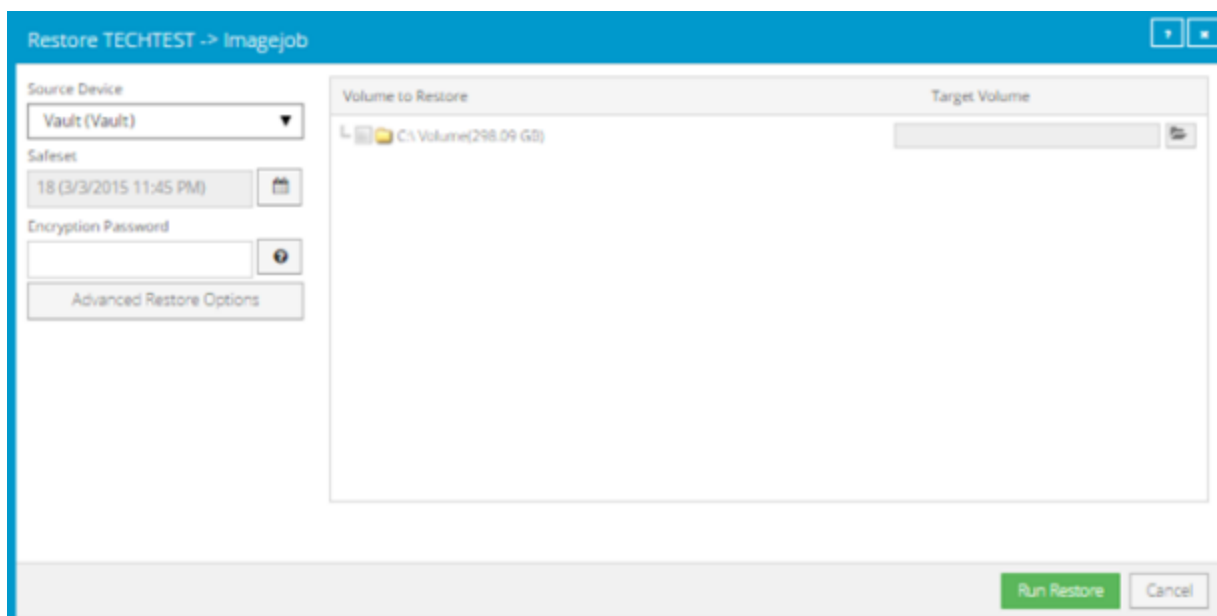 Restore TECHTEST -> Imagejob
Source Device
Vault (Vault)
Safeset
18 (3/3/2015 11:45 PM)
Encryption Password
Advanced Restore Options
Volume to Restore
Target Volume
C:\ Volume(298.09 GB)
Run Restore
Cancel